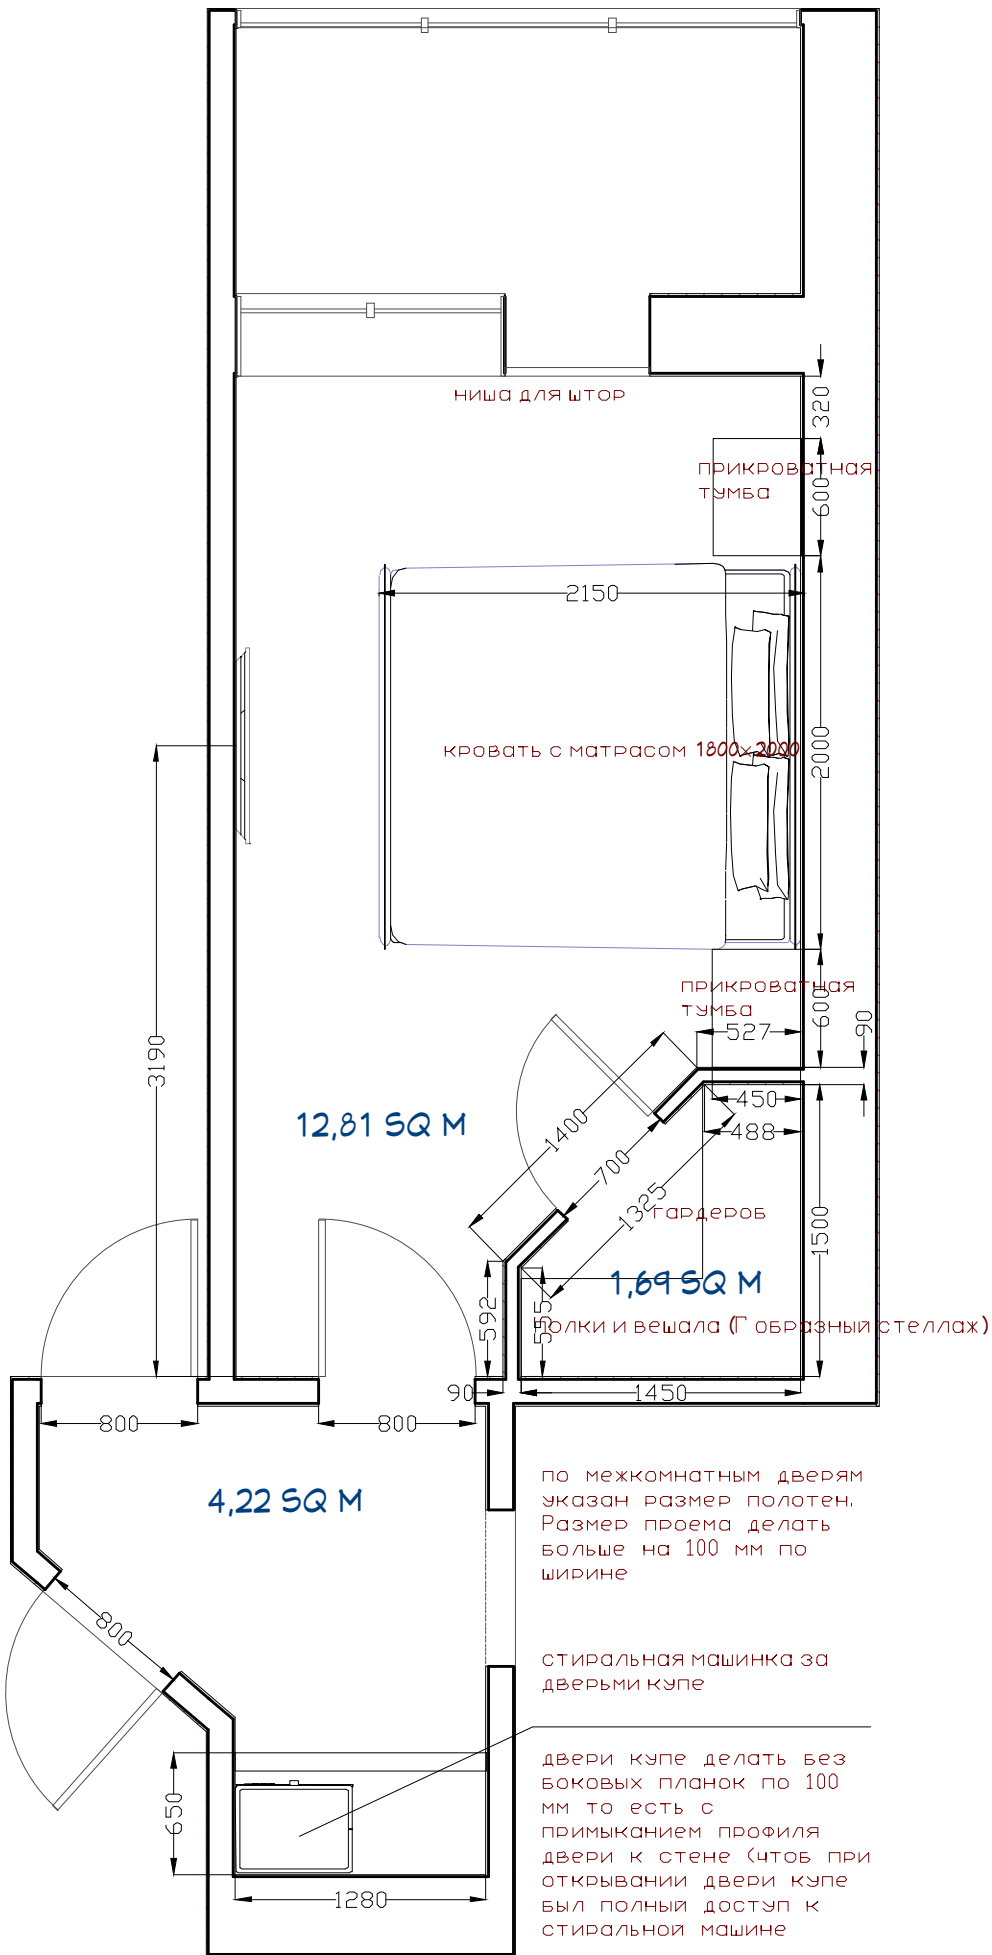 ниша для штор
320
прикроватная
тумба
600
2150
кровать с матрасом 1800х2000
2000
прикроватная
тумба
600
90
527
3190
450
488
12,81 SQ M
1400
700
1325
гардероб
1500
1,69 SQ M
592
555
полки и вешала (Г образный стеллаж)
90
1450
800
800
4,22 SQ M
по межкомнатным дверям
указан размер полотен.
Размер проема делать
больше на 100 мм по
ширине
800
стиральная машинка за
дверьми купе
650
двери купе делать без
боковых планок по 100
мм то есть с
примыканием профиля
двери к стене (чтоб при
открывании двери купе
был полный доступ к
стиральной машине
1280